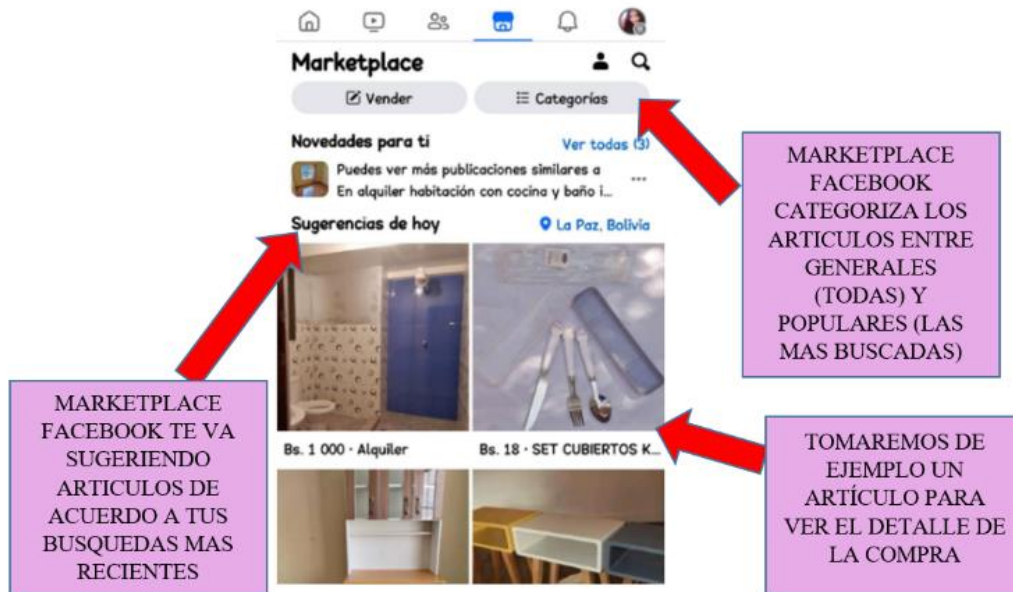 Marketplace
Vender
Categorías
Novedades para ti
Ver todas (3)
Puedes ver más publicaciones similares a
En alquiler habitación con cocina y baño i...
Sugerencias de hoy
La Paz, Bolivia
Bs. 1 000 · Alquiler
Bs. 18 · SET CUBIERTOS K...
MARKETPLACE
FACEBOOK
CATEGORIZA LOS
ARTICULOS ENTRE
GENERALES
(TODAS) Y
POPULARES (LAS
MAS BUSCADAS)
MARKETPLACE
FACEBOOK TE VA
SUGERIENDO
ARTICULOS DE
ACUERDO A TUS
BUSQUEDAS MAS
RECIENTES
TOMAREMOS DE
EJEMPLO UN
ARTÍCULO PARA
VER EL DETALLE DE
LA COMPRA